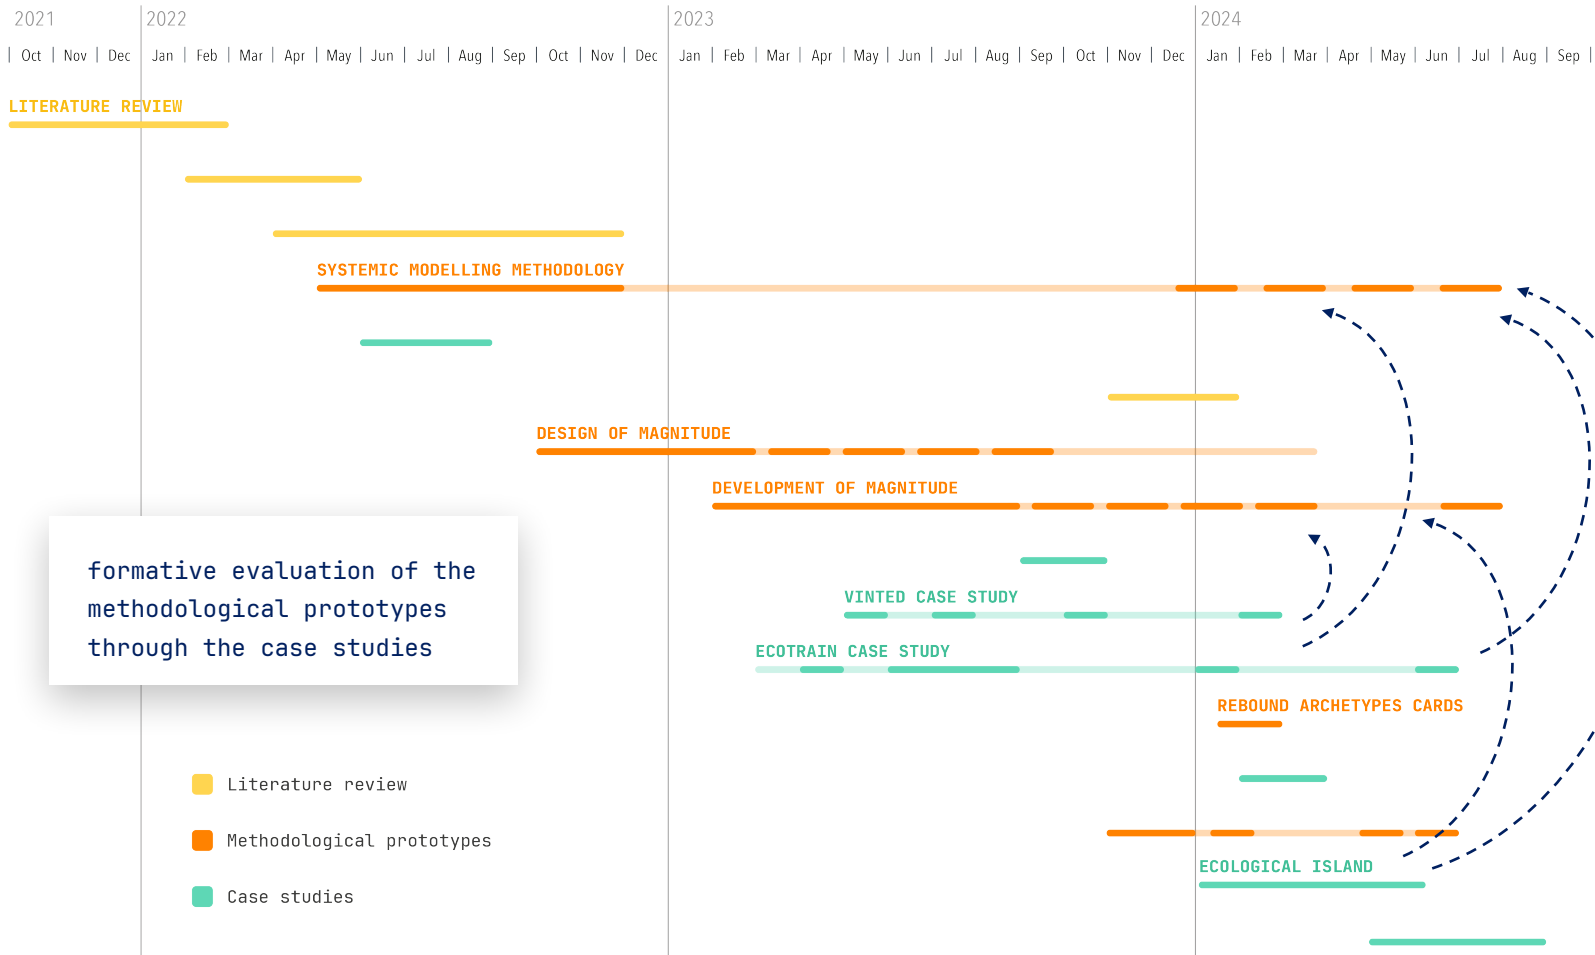 2021 2022 2023 2024
Oct Nov Dec Jan Feb Mar Apr May Jun Jul Aug Sep Oct Nov Dec Jan Feb Mar Apr May Jun Jul Aug Sep Oct Nov Dec Jan Feb Mar Apr May Jun Jul Aug Sep
LITERATURE REVIEW
SYSTEMIC MODELLING METHODOLOGY
DESIGN OF MAGNITUDE
DEVELOPMENT OF MAGNITUDE
formative evaluation of the
methodological prototypes
through the case studies
VINTED CASE STUDY
ECOTRAIN CASE STUDY
REBOUND ARCHETYPES CARDS
Literature review
Methodological prototypes
ECOLOGICAL ISLAND
Case studies